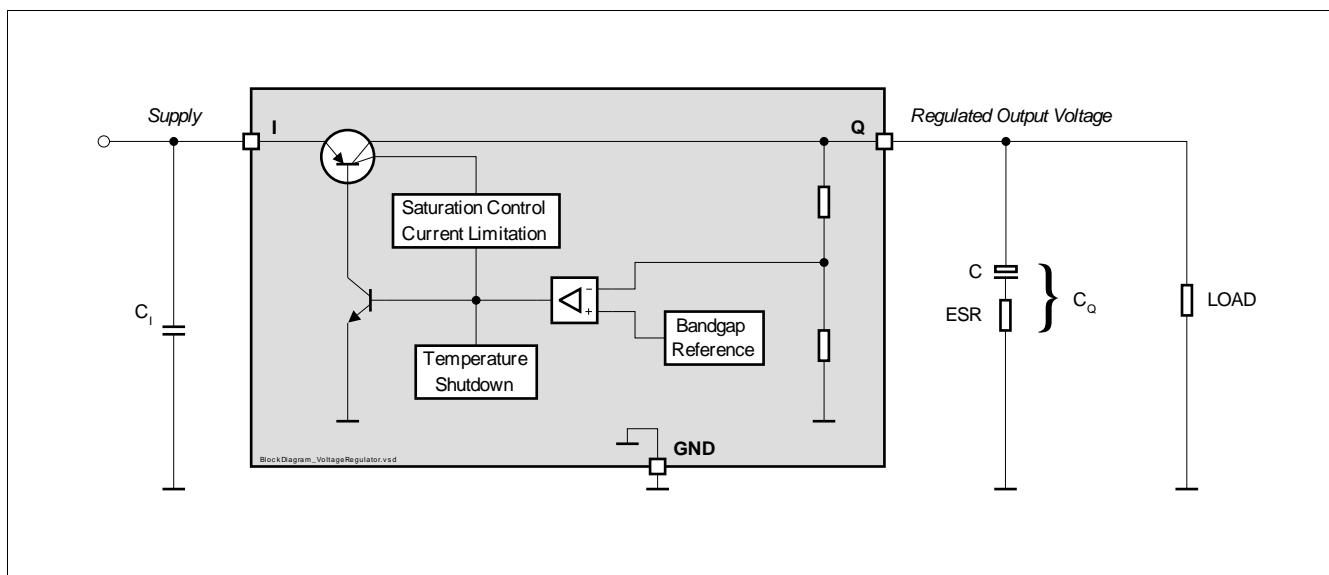 Supply
I
Q
Regulated Output Voltage
Saturation Control
Current Limitation
C
C_I
-
+
ESR
C_Q
LOAD
Bandgap
Reference
Temperature
Shutdown
GND
BlockDiagram_VoltageRegulator.vsd